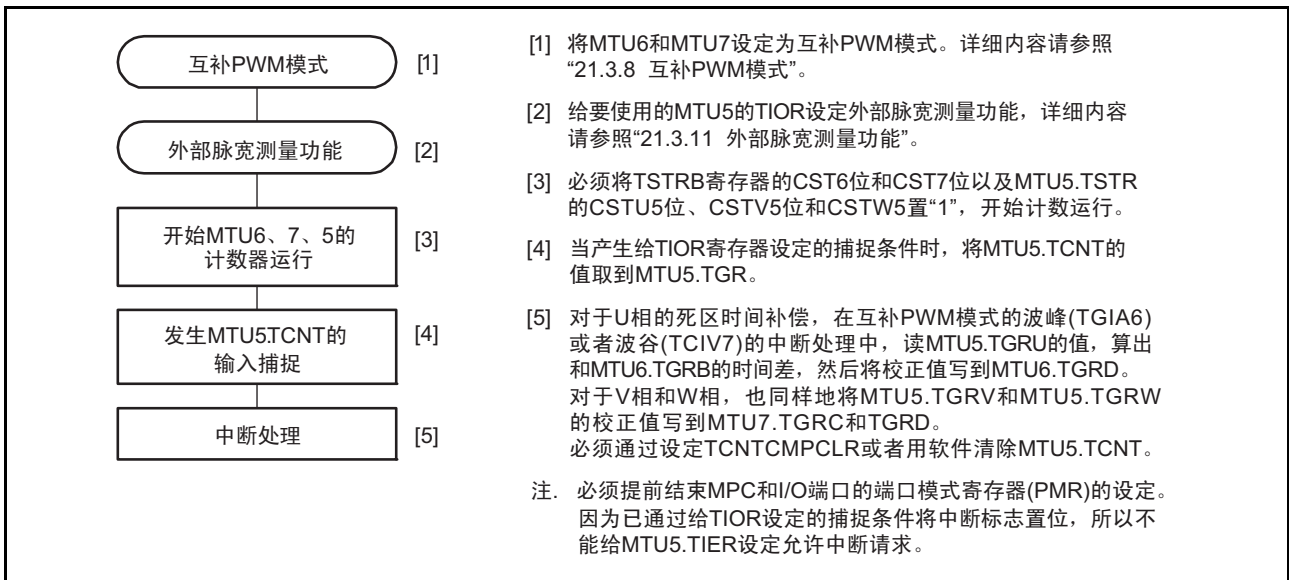 互补PWM模式
[1]
外部脉宽测量功能
[2]
开始MTU6、7、5的
计数器运行
[3]
发生MTU5.TCNT的
输入捕捉
[4]
中断处理
[5]
[1] 将MTU6和MTU7设定为互补PWM模式。详细内容请参照
“21.3.8 互补PWM模式”。
[2] 给要使用的MTU5的TIOR设定外部脉宽测量功能，详细内容
请参照“21.3.11 外部脉宽测量功能”。
[3] 必须将TSTRB寄存器的CST6位和CST7位以及MTU5.TSTR
的CSTU5位、CSTV5位和CSTW5置“1”，开始计数运行。
[4] 当产生给TIOR寄存器设定的捕捉条件时，将MTU5.TCNT的
值取到MTU5.TGR。
[5] 对于U相的死区时间补偿，在互补PWM模式的波峰(TGIA6)
或者波谷(TCIV7)的中断处理中，读MTU5.TGRU的值，算出
和MTU6.TGRB的时间差，然后将校正值写到MTU6.TGRD。
对于V相和W相，也同样地将MTU5.TGRV和MTU5.TGRW
的校正值写到MTU7.TGRC和TGRD。
必须通过设定TCNTCMPCLR或者用软件清除MTU5.TCNT。
注. 必须提前结束MPC和I/O端口的端口模式寄存器(PMR)的设定。
因为已通过给TIOR设定的捕捉条件将中断标志置位，所以不
能给MTU5.TIER设定允许中断请求。